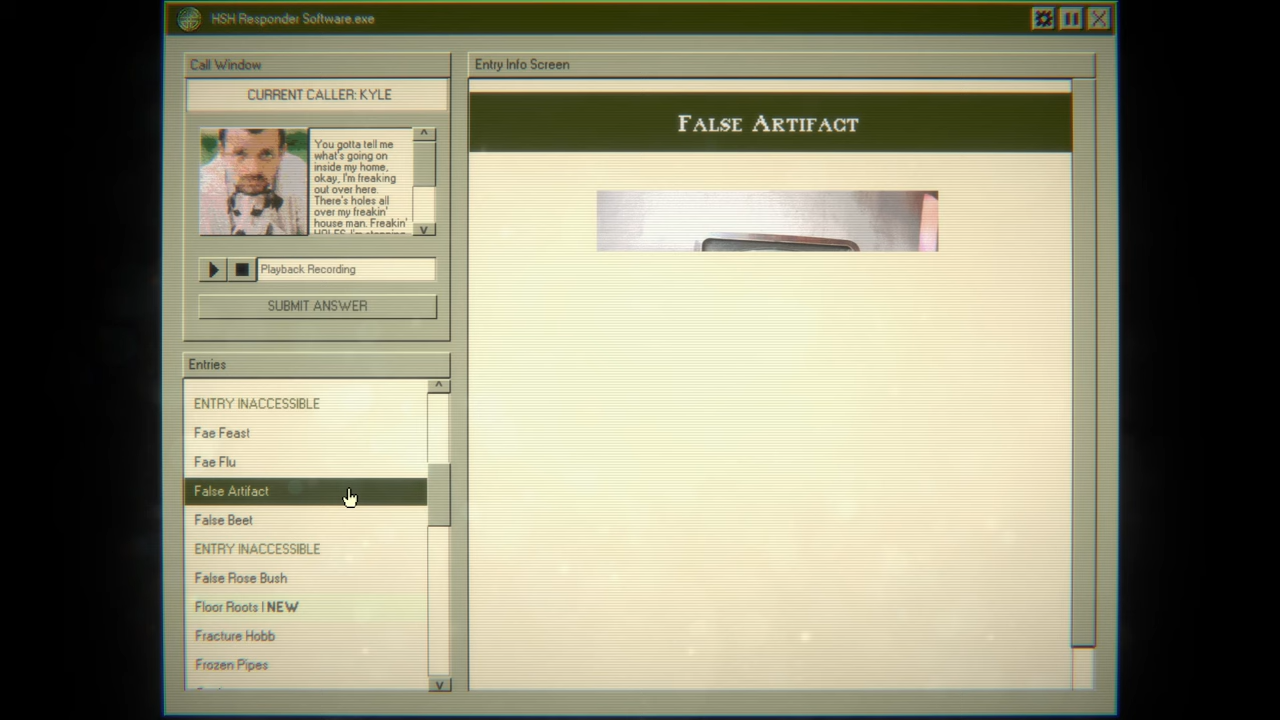 HSH Responder Software.exe
Call Window
CURRENT CALLER: KYLE
You gotta tell me
what's going on
inside my home,
okay, I'm freaking
out over here.
There's holes all
over my freakin'
house man. Freakin'
Playback Recording
SUBMIT ANSWER
Entries
ENTRY INACCESSIBLE
Fae Feast
Fae Flu
False Artifact
False Beet
ENTRY INACCESSIBLE
False Rose Bush
Floor Roots | NEW
Fracture Hobb
Frozen Pipes
Entry Info Screen
False Artifact